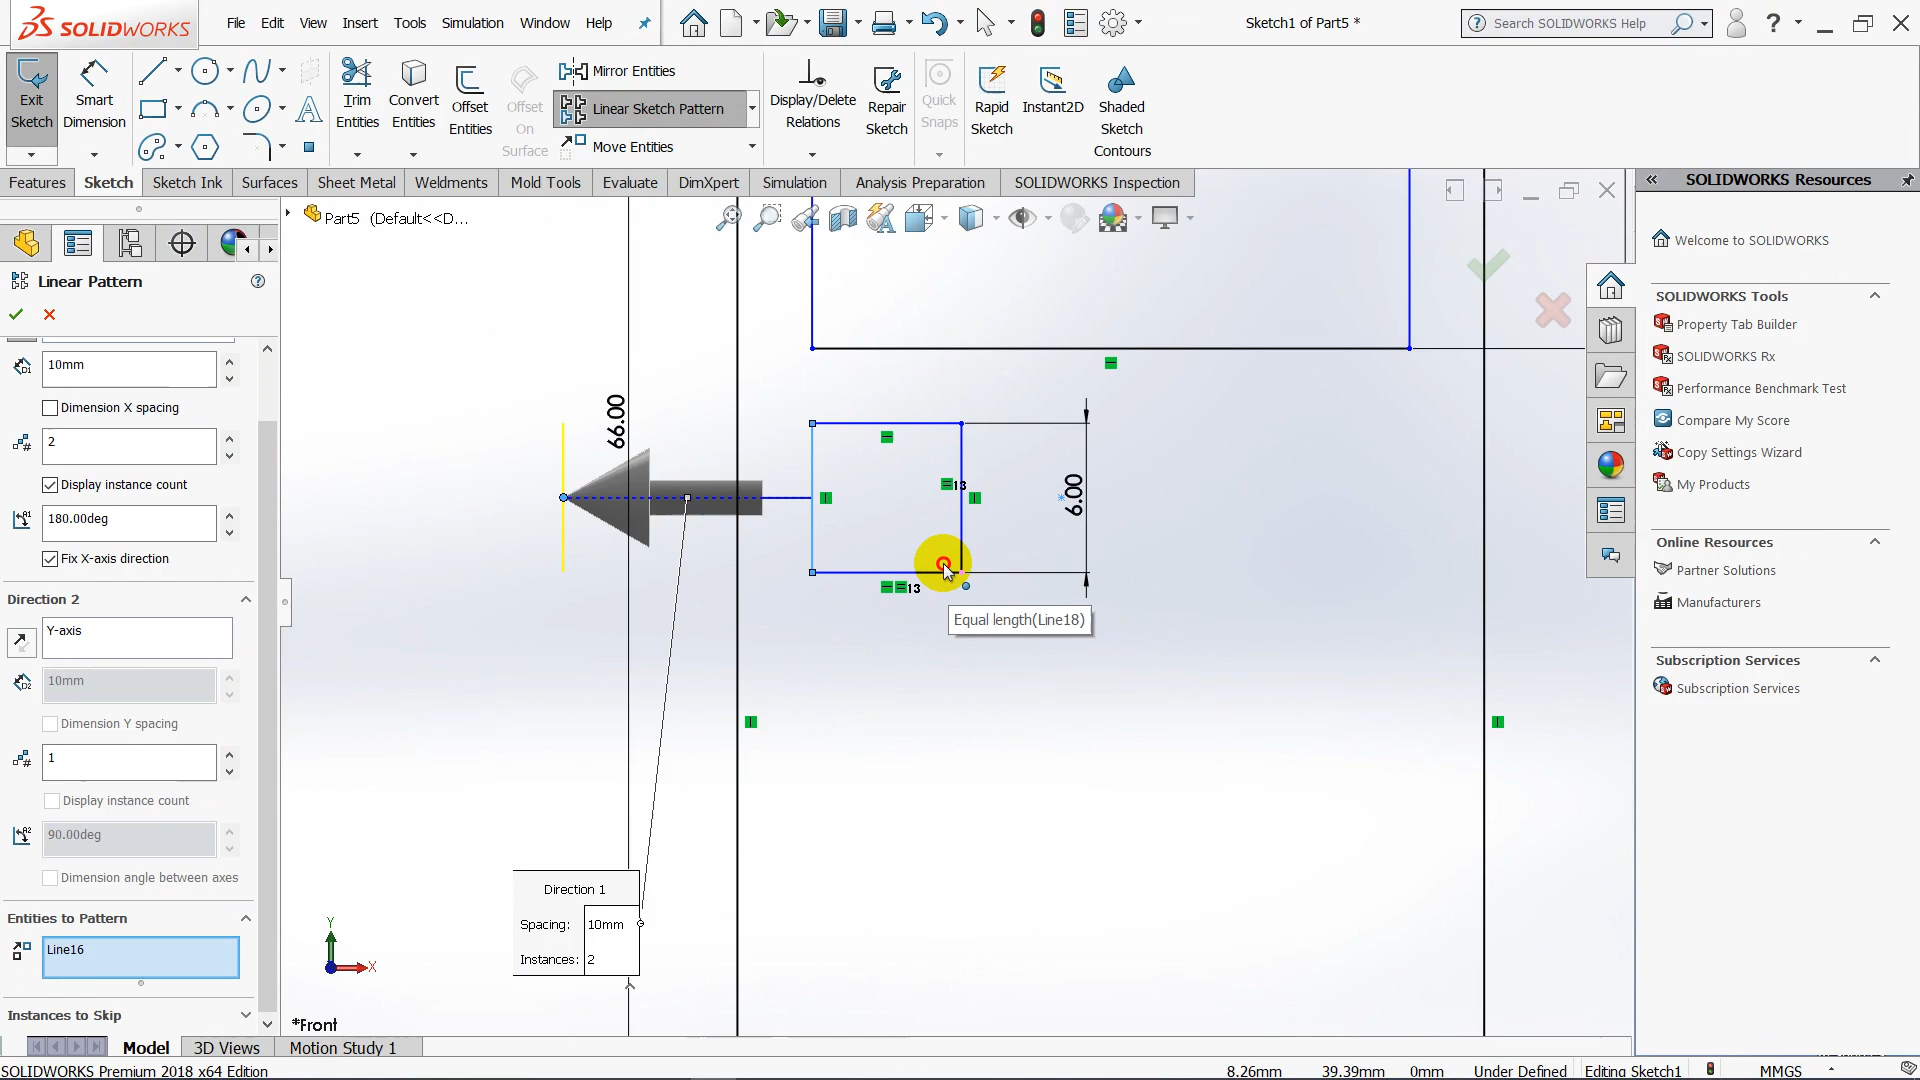 SOLIDWORKS
File Edit View Insert Tools Simulation Window Help
Sketch1 of Part5 *
Search SOLIDWORKS Help
Exit Sketch
Smart Dimension
Trim Entities
Convert Entities
Offset Entities
Offset On Surface
Mirror Entities
Linear Sketch Pattern
Move Entities
Display/Delete Relations
Repair Sketch
Quick Snaps
Rapid Sketch
Instant2D
Shaded Sketch Contours
Features Sketch Sketch Ink Surfaces Sheet Metal Weldments Mold Tools Evaluate DimXpert Simulation Analysis Preparation SOLIDWORKS Inspection
Part5 (Default<<D...
Linear Pattern
10mm
Dimension X spacing
2
Display instance count
180.00deg
Fix X-axis direction
Direction 2
Y-axis
10mm
Dimension Y spacing
1
Display instance count
90.00deg
Dimension angle between axes
Entities to Pattern
Line16
Instances to Skip
66.00
6.00
13
13
Equal length(Line18)
Direction 1
Spacing: 10mm
Instances: 2
Y
X
*Front
SOLIDWORKS Resources
Welcome to SOLIDWORKS
SOLIDWORKS Tools
Property Tab Builder
SOLIDWORKS Rx
Performance Benchmark Test
Compare My Score
Copy Settings Wizard
My Products
Online Resources
Partner Solutions
Manufacturers
Subscription Services
Subscription Services
Model 3D Views Motion Study 1
SOLIDWORKS Premium 2018 x64 Edition
8.26mm 39.39mm 0mm Under Defined Editing Sketch1 MMGS